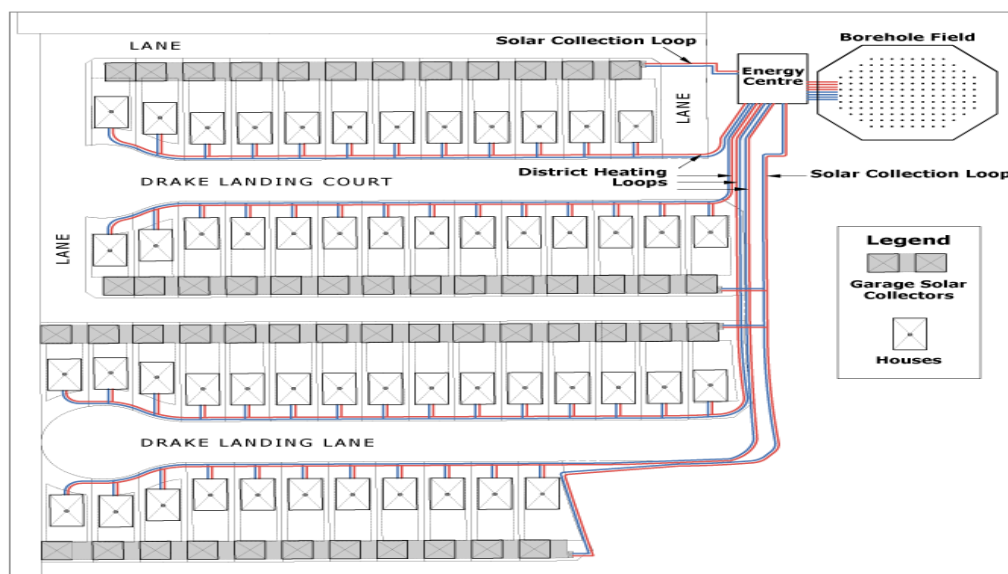 LANE
Solar Collection Loop
Borehole Field
Energy
Centre
LANE
District Heating
Loops
Solar Collection Loop
DRAKE LANDING COURT
LANE
Legend
Garage Solar
Collectors
Houses
DRAKE LANDING LANE